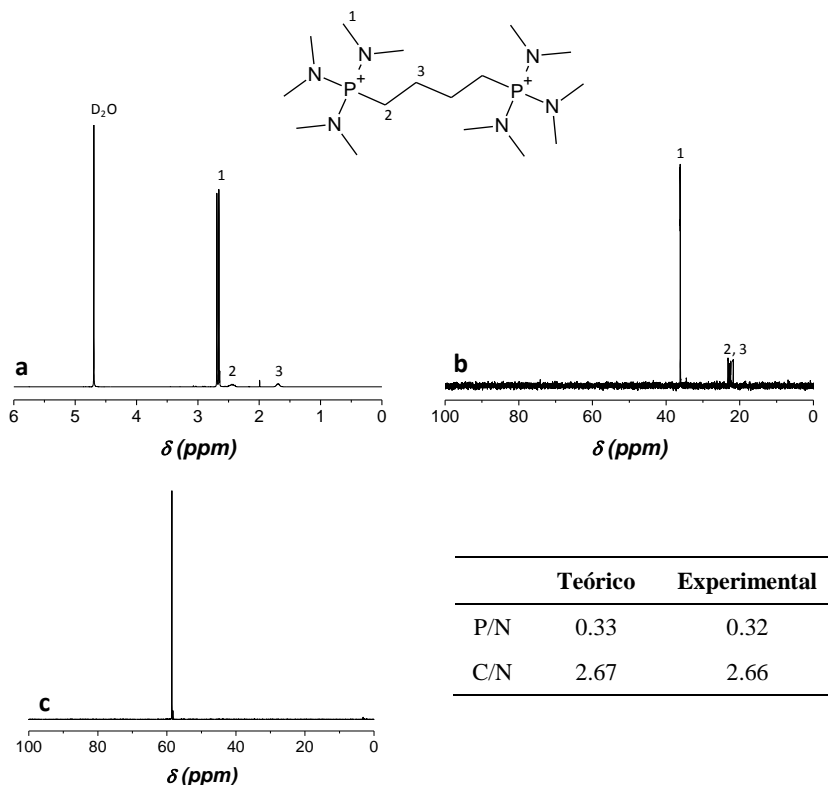 1
N
N
P+
N
3
2
N
N
P+
N
D2O
1
2
3
a
6 5 4 3 2 1 0
δ (ppm)
1
2, 3
b
100 80 60 40 20 0
δ (ppm)
c
100 80 60 40 20 0
δ (ppm)
Teórico Experimental
P/N 0.33 0.32
C/N 2.67 2.66